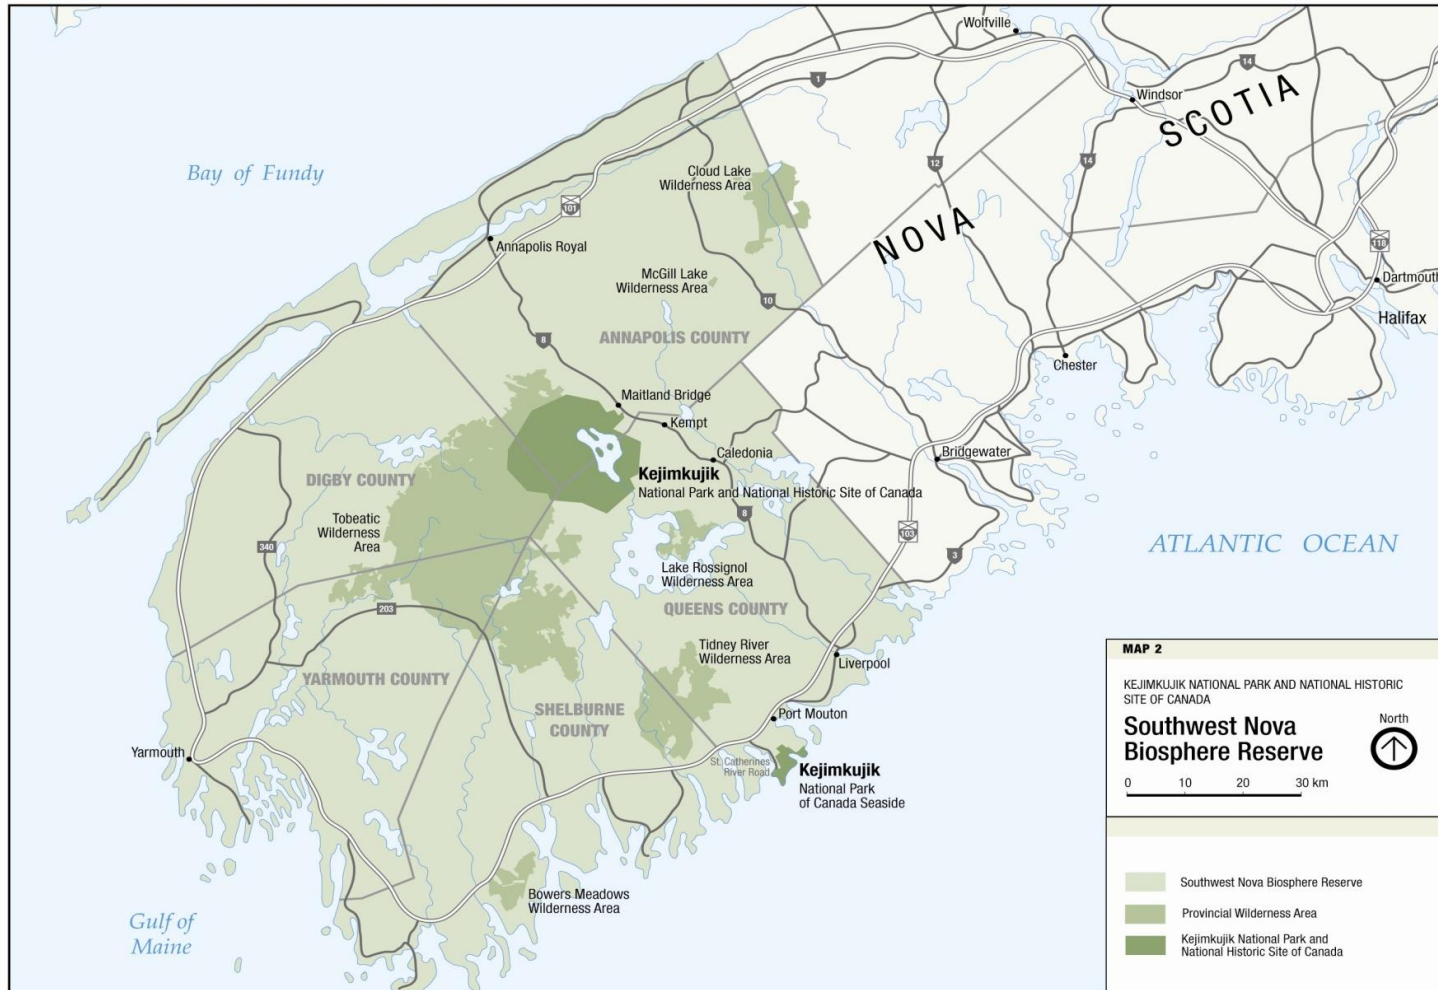 Wolfville
14
1
Windsor
NOVA SCOTIA
Bay of Fundy
12
14
Cloud Lake
Wilderness Area
101
Annapolis Royal
118
Dartmouth
McGill Lake
Wilderness Area
10
Halifax
8
ANNAPOLIS COUNTY
Chester
Maitland Bridge
Kempt
Caledonia
Bridgewater
DIGBY COUNTY
Kejimkujik
National Park and National Historic Site of Canada
8
Tobeatic
Wilderness
Area
340
103
3
ATLANTIC OCEAN
Lake Rossignol
Wilderness Area
203
QUEENS COUNTY
Tidney River
Wilderness Area
Liverpool
YARMOUTH COUNTY
SHELBURNE
COUNTY
Port Mouton
Yarmouth
St. Catherines
River Road
Kejimkujik
National Park
of Canada Seaside
Bowers Meadows
Wilderness Area
Gulf of
Maine
MAP 2
KEJIMKUJIK NATIONAL PARK AND NATIONAL HISTORIC
SITE OF CANADA
Southwest Nova
Biosphere Reserve
North
0 10 20 30 km
Southwest Nova Biosphere Reserve
Provincial Wilderness Area
Kejimkujik National Park and
National Historic Site of Canada